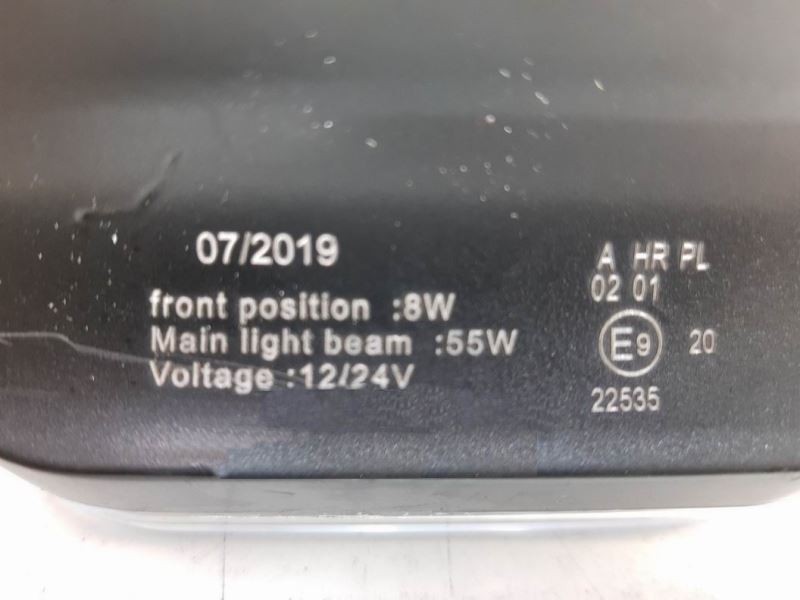 07/2019
front position :8W
Main light beam :55W
Voltage :12/24V
A HR PL
02 01
E9 20
22535